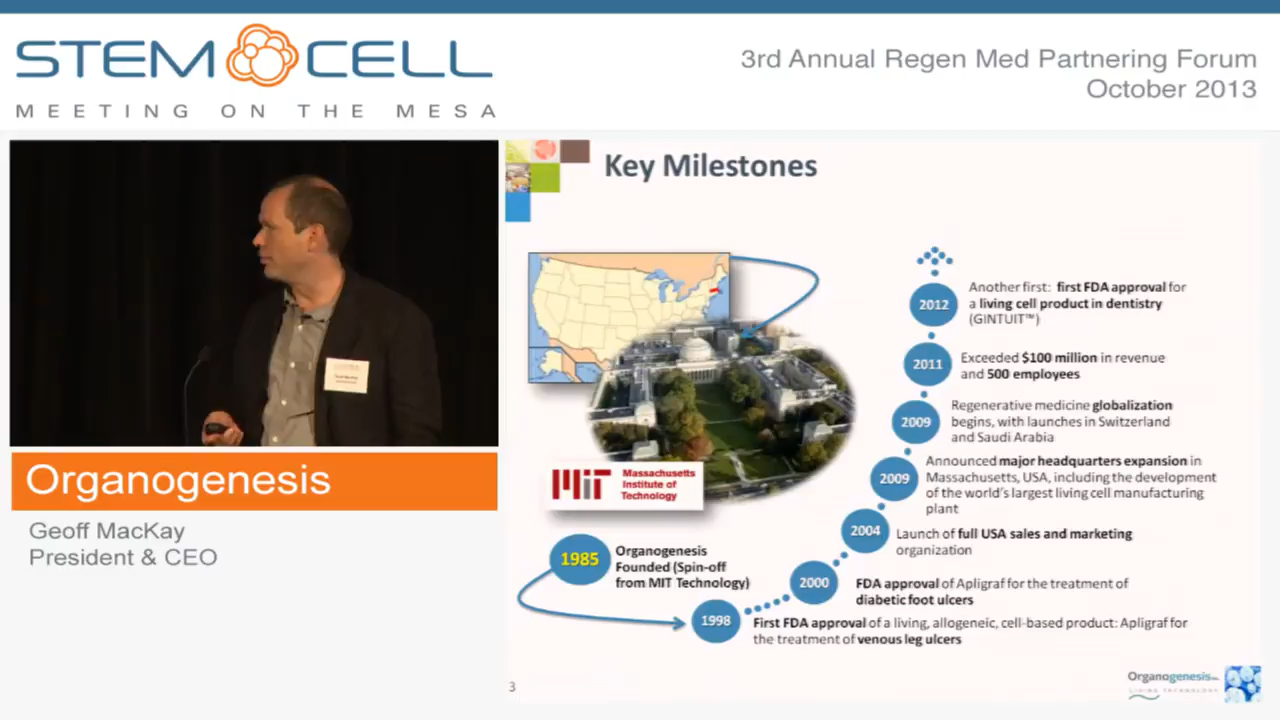 STEM CELL
MEETING ON THE MESA
3rd Annual Regen Med Partnering Forum
October 2013
Organogenesis
Geoff MacKay
President & CEO
Key Milestones
2012
Another first: first FDA approval for
a living cell product in dentistry
(GINTUIT™)
2011
Exceeded $100 million in revenue
and 500 employees
2009
Regenerative medicine globalization
begins, with launches in Switzerland
and Saudi Arabia
2009
Announced major headquarters expansion in
Massachusetts, USA, including the development
of the world's largest living cell manufacturing
plant
2004
Launch of full USA sales and marketing
organization
2000
FDA approval of Apligraf for the treatment of
diabetic foot ulcers
1998
First FDA approval of a living, allogeneic, cell-based product: Apligraf for
the treatment of venous leg ulcers
1985
Organogenesis
Founded (Spin-off
from MIT Technology)
MIT
Massachusetts
Institute of
Technology
3
Organogenesis
LIVING TECHNOLOGY